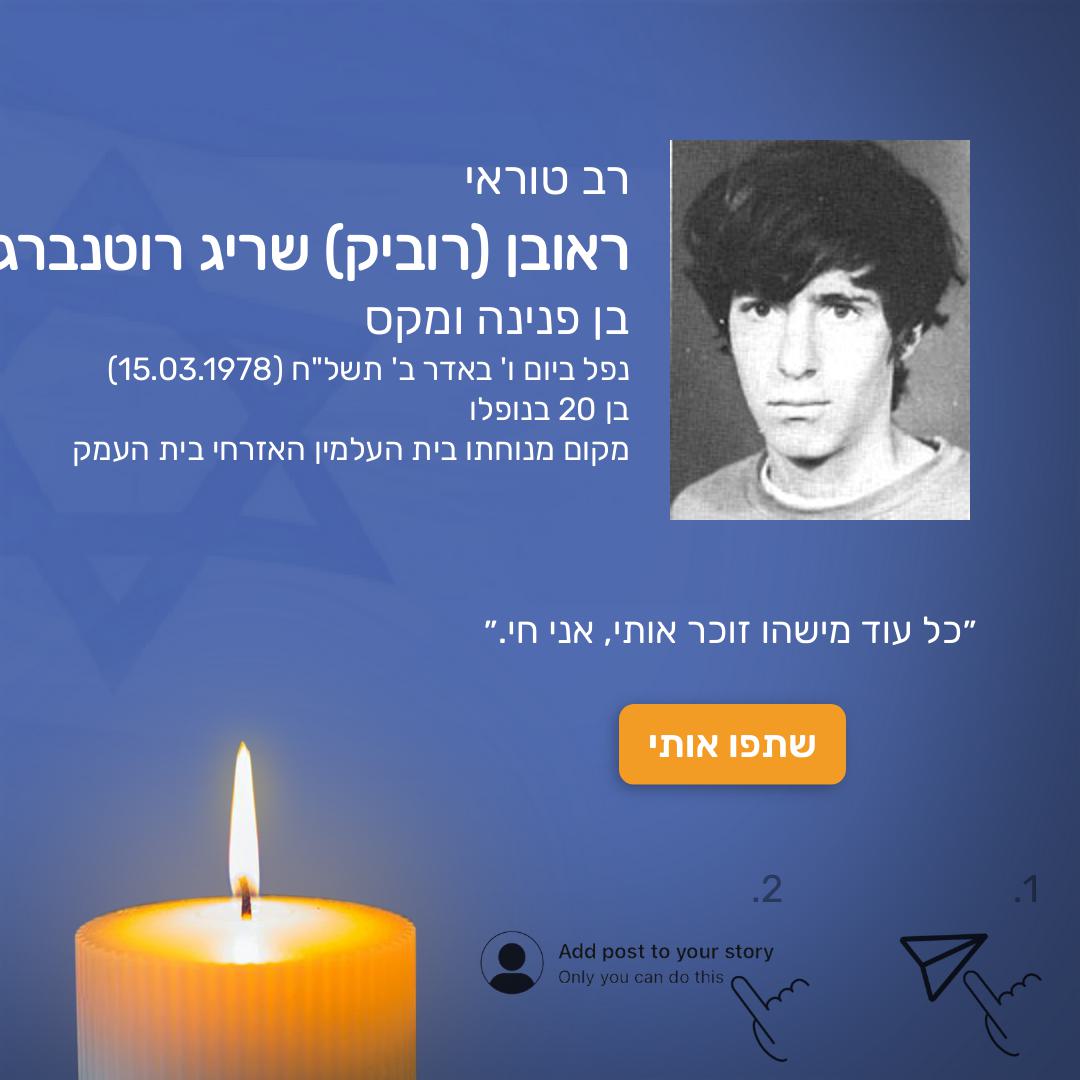 רב טוראי
ראובן (רוביק) שריג רוטנברג
בן פנינה ומקס
נפל ביום ו' באדר ב' תשל"ח (15.03.1978)
בן 20 בנופלו
מקום מנוחתו בית העלמין האזרחי בית העמק
״כל עוד מישהו זוכר אותי, אני חי.״
שתפו אותי
.1
.2
Add post to your story
Only you can do this